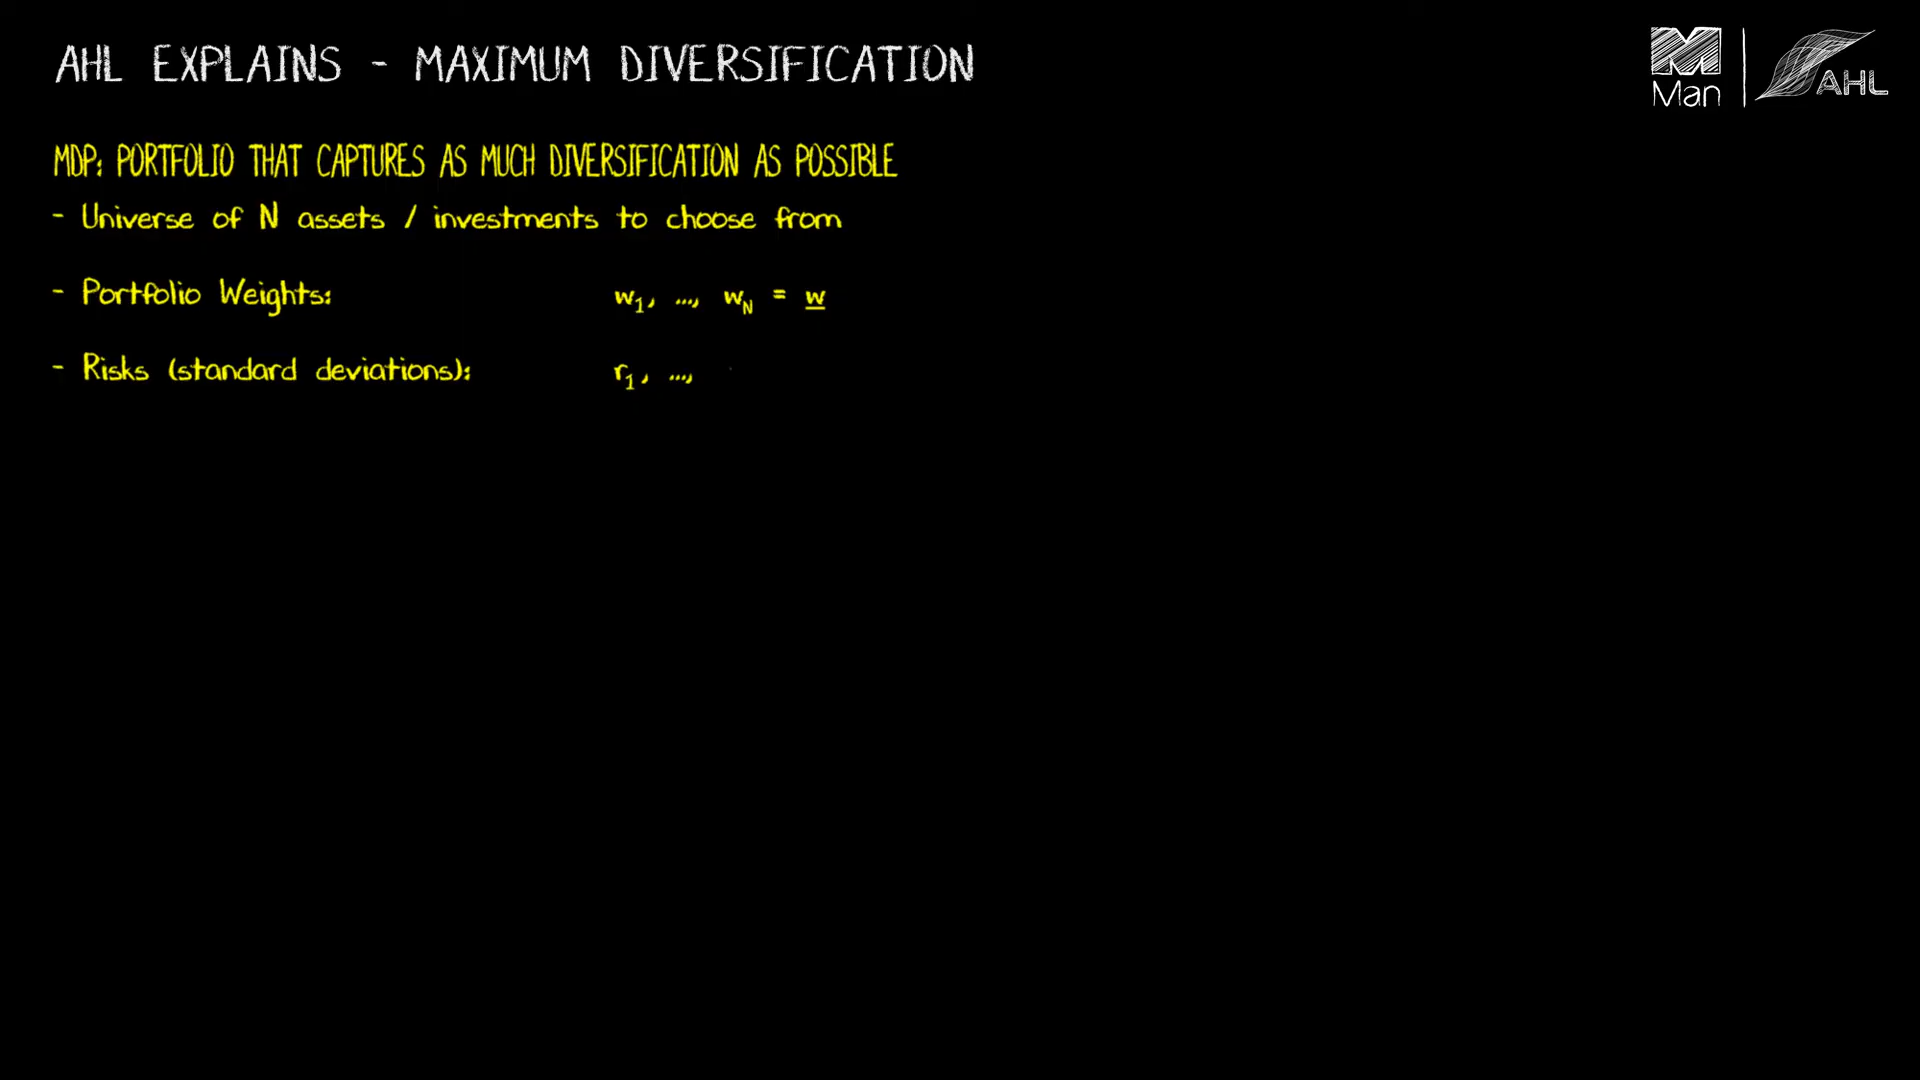 AHL EXPLAINS - MAXIMUM DIVERSIFICATION
Man | AHL
MDP: PORTFOLIO THAT CAPTURES AS MUCH DIVERSIFICATION AS POSSIBLE
- Universe of N assets / investments to choose from
- Portfolio Weights: w₁, ..., w_N = w̲
- Risks (standard deviations): r₁, ...,